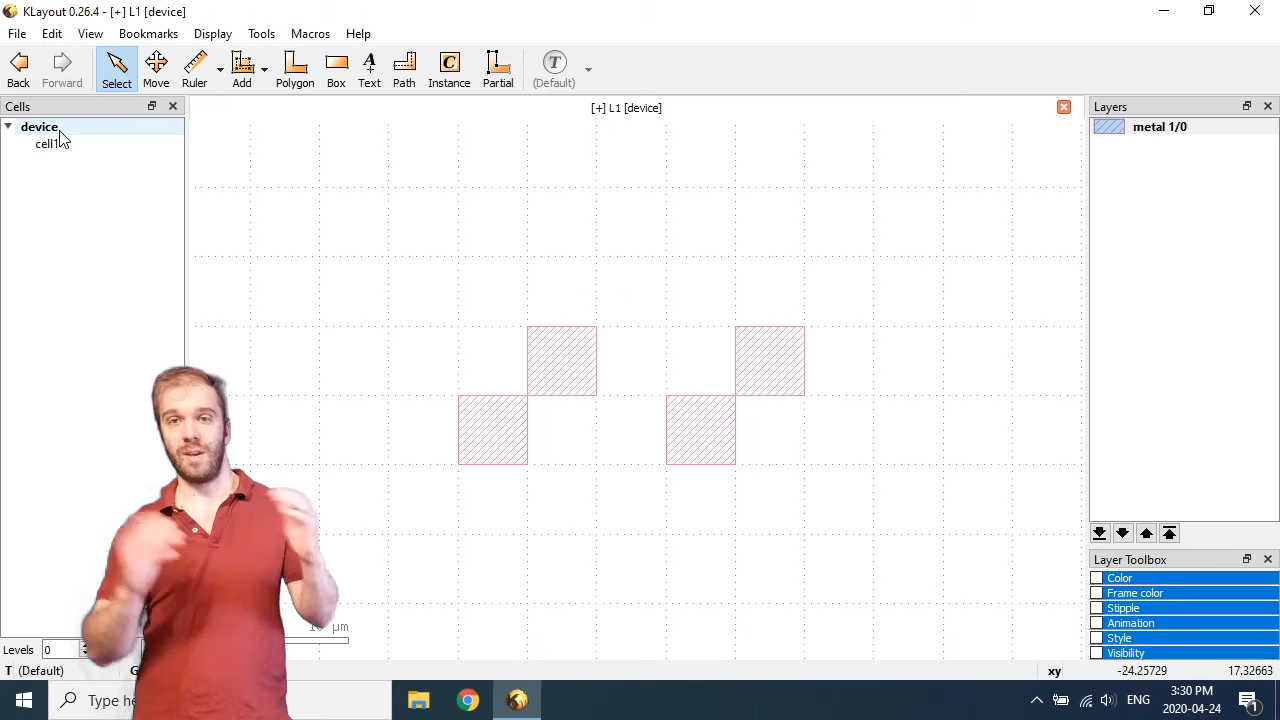 KLayout 0.26.4 - [+] L1 [device]
File Edit View Bookmarks Display Tools Macros Help
Back Forward Select Move Ruler Add Polygon Box Text Path Instance Partial (Default)
Cells
[+] L1 [device]
Layers
device
metal 1/0
cell1
Layer Toolbox
Color
Frame color
Stipple
Animation
Style
Visibility
µm
Levels 0
T (Default) G
xy -24.25729 17.32663
Type he
ENG
3:30 PM
2020-04-24
1